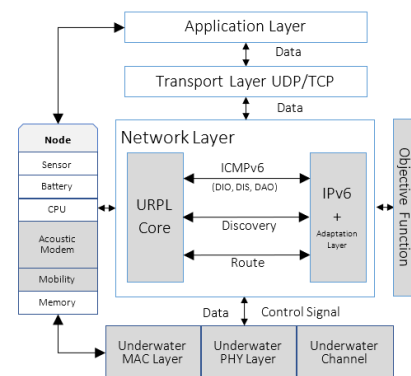 Application Layer
Data
Transport Layer UDP/TCP
Data
Node
Sensor
Battery
CPU
Acoustic
Modem
Mobility
Memory
Network Layer
URPL
Core
ICMPv6
(DIO, DIS, DAO)
Discovery
Route
IPv6
+
Adaptation
Layer
Objective Function
Data
Control Signal
Underwater
MAC Layer
Underwater
PHY Layer
Underwater
Channel